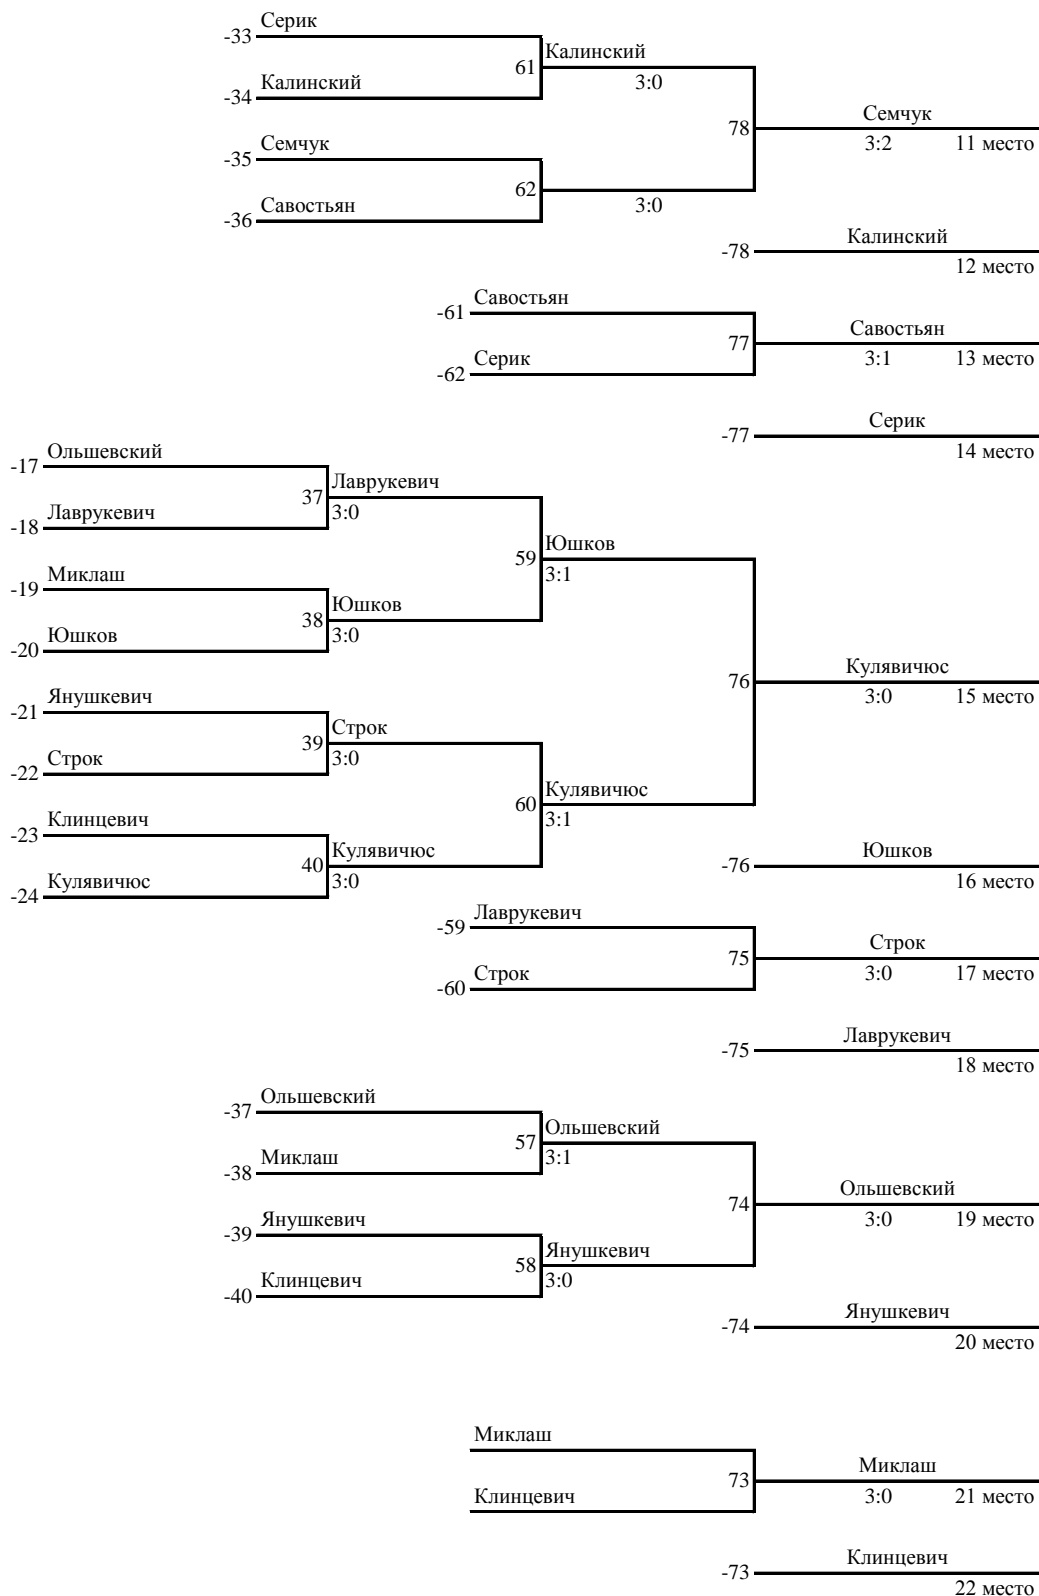 Серик
-33
Калинский
61
3:0
Калинский
-34
78
Семчук
3:2 11 место
Семчук
-35
62
3:0
Савостьян
-36
Калинский
-78
12 место
Савостьян
-61
77
Савостьян
3:1 13 место
Серик
-62
Серик
-77
14 место
Ольшевский
-17
37
Лаврукевич
3:0
Лаврукевич
-18
59
Юшков
3:1
Миклаш
-19
38
Юшков
3:0
Юшков
-20
76
Кулявичюс
3:0 15 место
Янушкевич
-21
39
Строк
3:0
Строк
-22
60
Кулявичюс
3:1
Клинцевич
-23
40
Кулявичюс
3:0
Кулявичюс
-24
Юшков
-76
16 место
Лаврукевич
-59
75
Строк
3:0 17 место
Строк
-60
Лаврукевич
-75
18 место
Ольшевский
-37
57
Ольшевский
3:1
Миклаш
-38
74
Ольшевский
3:0 19 место
Янушкевич
-39
58
Янушкевич
3:0
Клинцевич
-40
Янушкевич
-74
20 место
Миклаш
73
Миклаш
3:0 21 место
Клинцевич
Клинцевич
-73
22 место